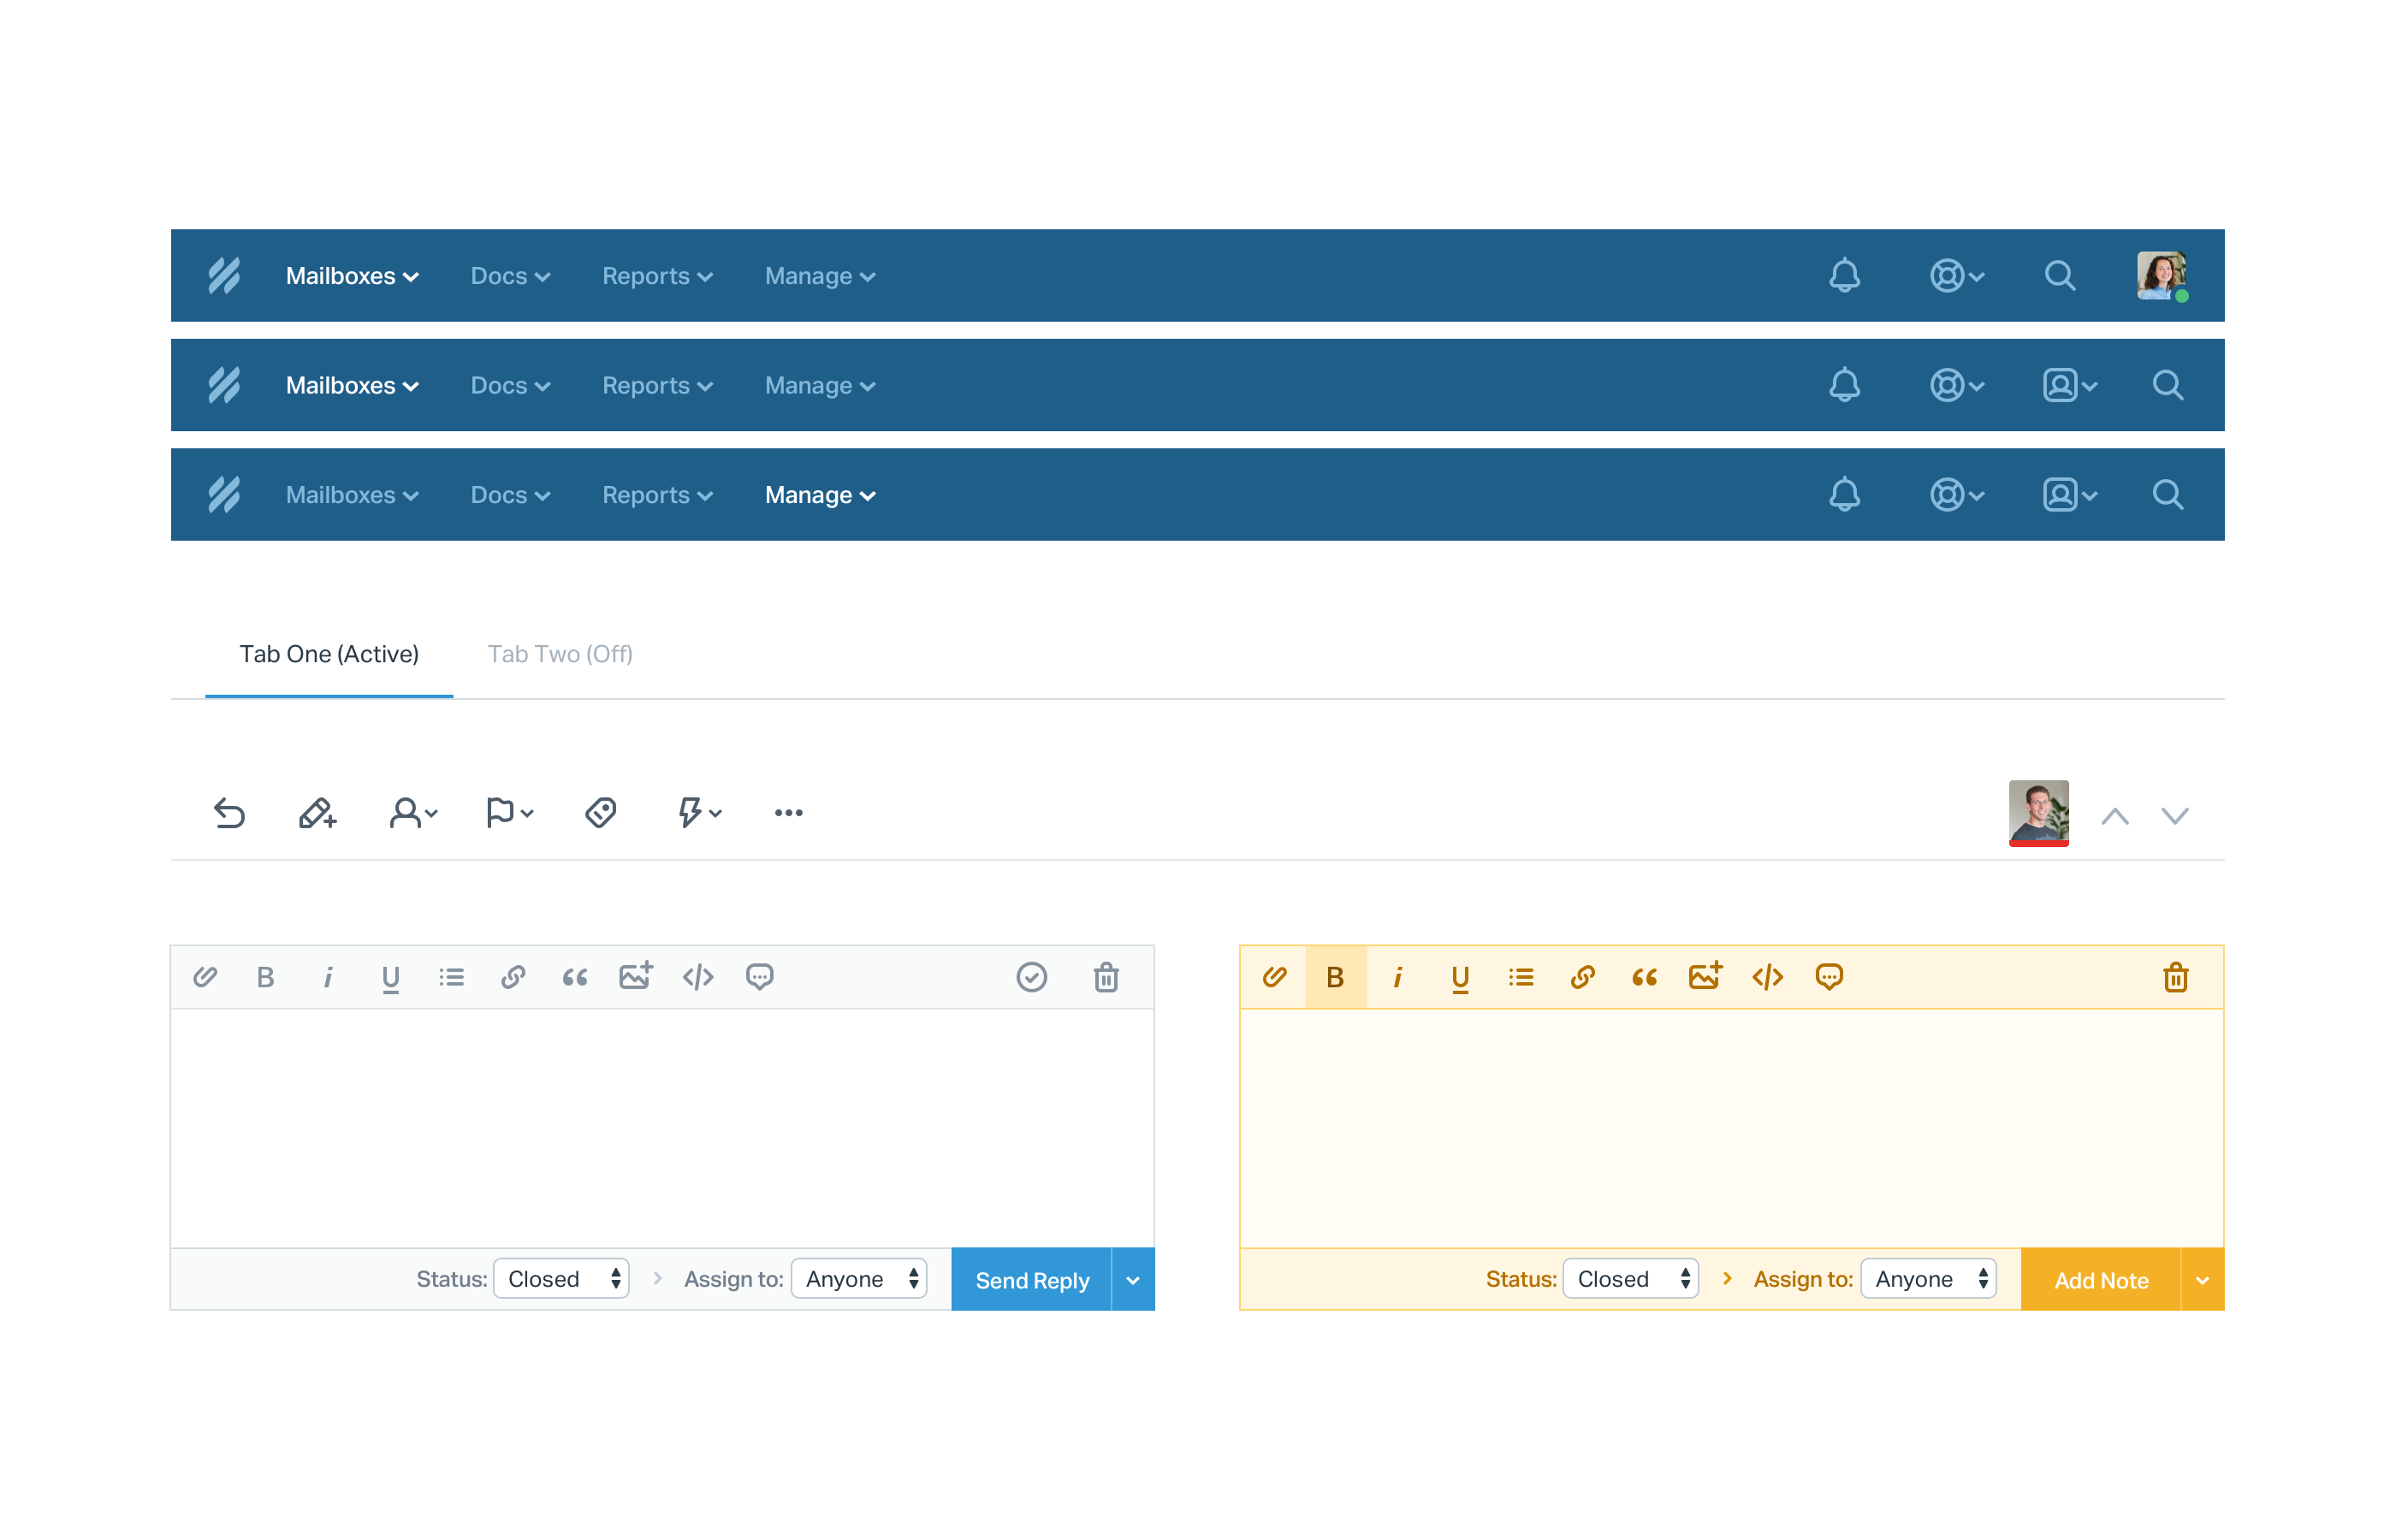 Mailboxes Docs Reports Manage
Mailboxes Docs Reports Manage
Mailboxes Docs Reports Manage
Tab One (Active) Tab Two (Off)
B i U
Status: Closed Assign to: Anyone Send Reply
B i U
Status: Closed Assign to: Anyone Add Note